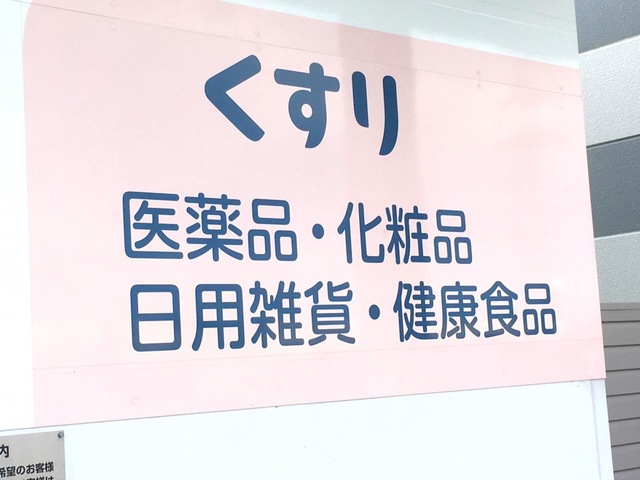 くすり
医薬品・化粧品
日用雑貨・健康食品
内
希望のお客様